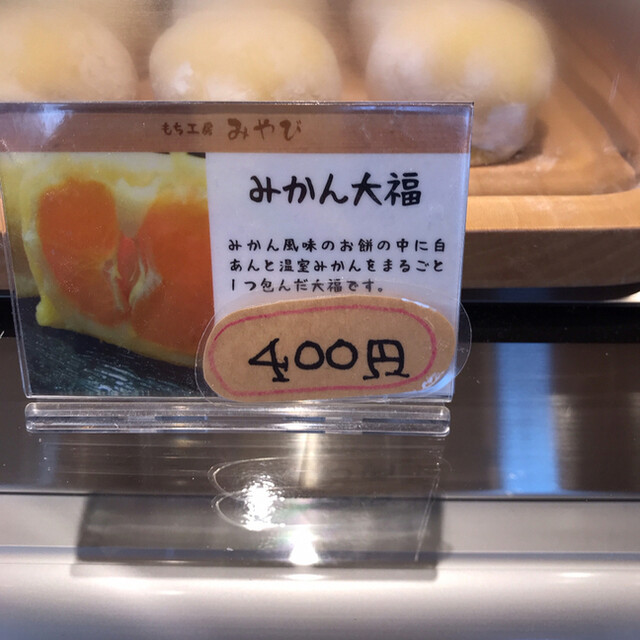 もち工房 みやび
みかん大福
みかん風味のお餅の中に白
あんと温室みかんをまるごと
1つ包んだ大福です。
400円